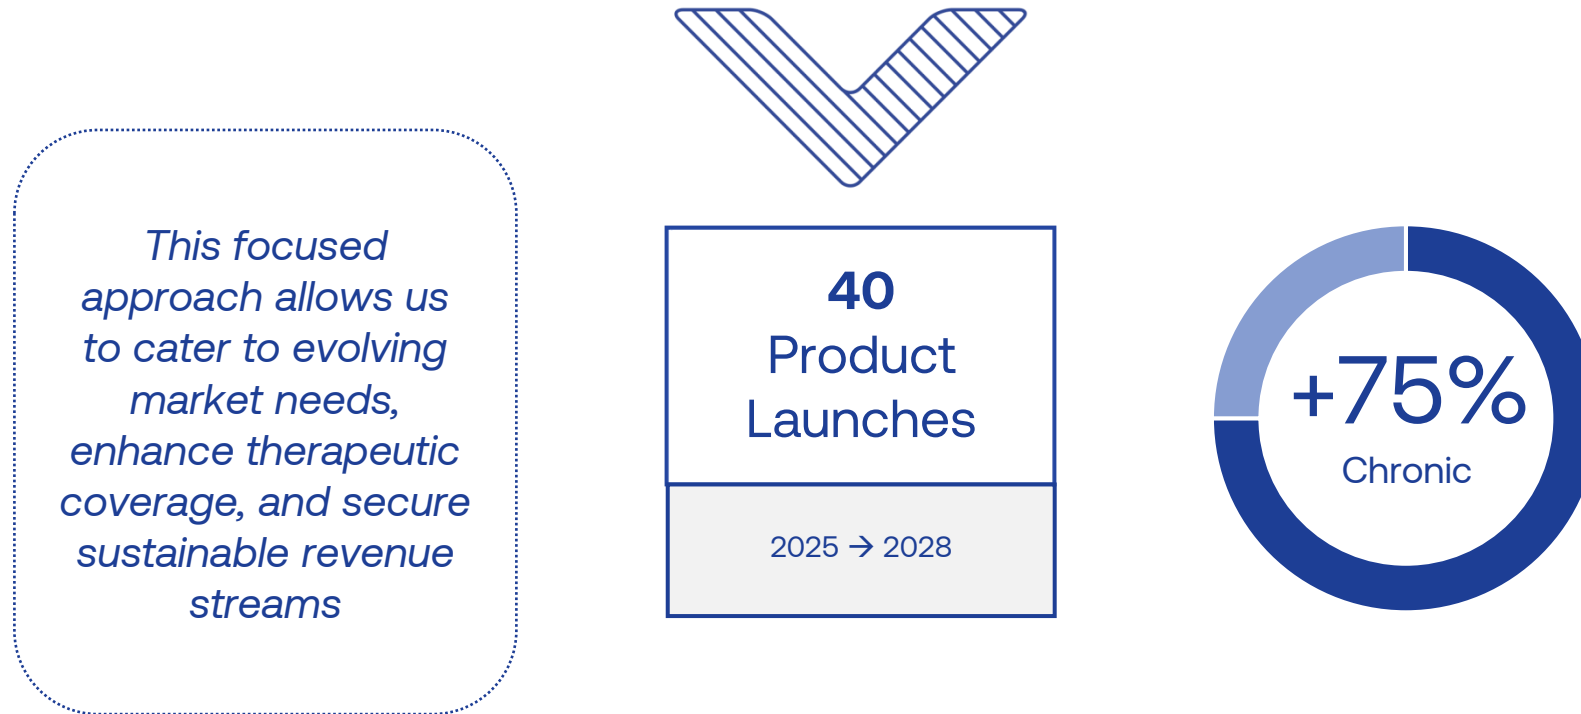 This focused
approach allows us
to cater to evolving
market needs,
enhance therapeutic
coverage, and secure
sustainable revenue
streams
40
Product
Launches
2025 → 2028
+75%
Chronic